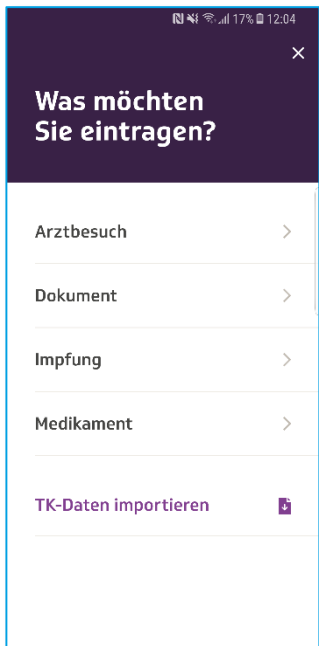 17% 12:04
Was möchten
Sie eintragen?
Arztbesuch
Dokument
Impfung
Medikament
TK-Daten importieren